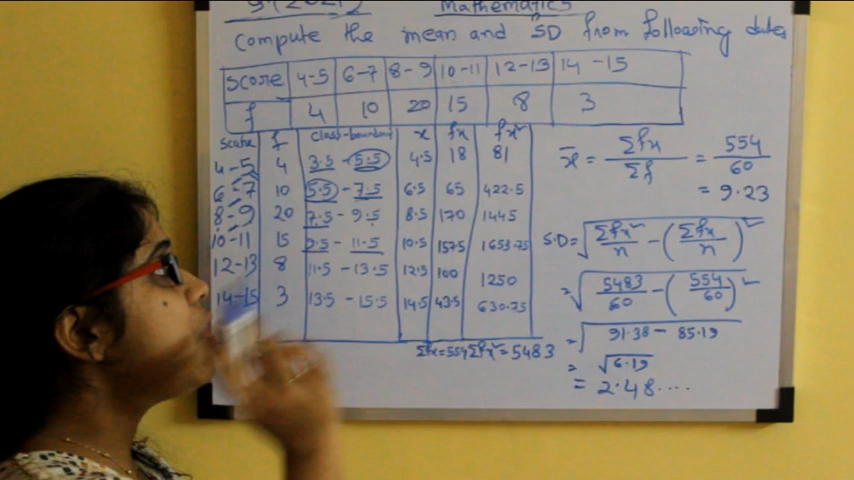 Mathematics
compute the mean and SD from following data
Score 4-5 6-7 8-9 10-11 12-13 14-15
f 4 10 20 15 8 3
Score f class-boundary x fx fx²
4-5 4 3.5-5.5 4.5 18 81
6-7 10 5.5-7.5 6.5 65 422.5
8-9 20 7.5-9.5 8.5 170 1445
10-11 15 9.5-11.5 10.5 157.5 1653.75
12-13 8 11.5-13.5 12.5 100 1250
14-15 3 13.5-15.5 14.5 43.5 630.75
Σfx=554 Σfx²=5483
x̄ = Σfx/Σf = 554/60
= 9.23
S.D = √(Σfx²/n - (Σfx/n)²)
= √(5483/60 - (554/60)²)
= √(91.38 - 85.19)
= √6.19
= 2.48....